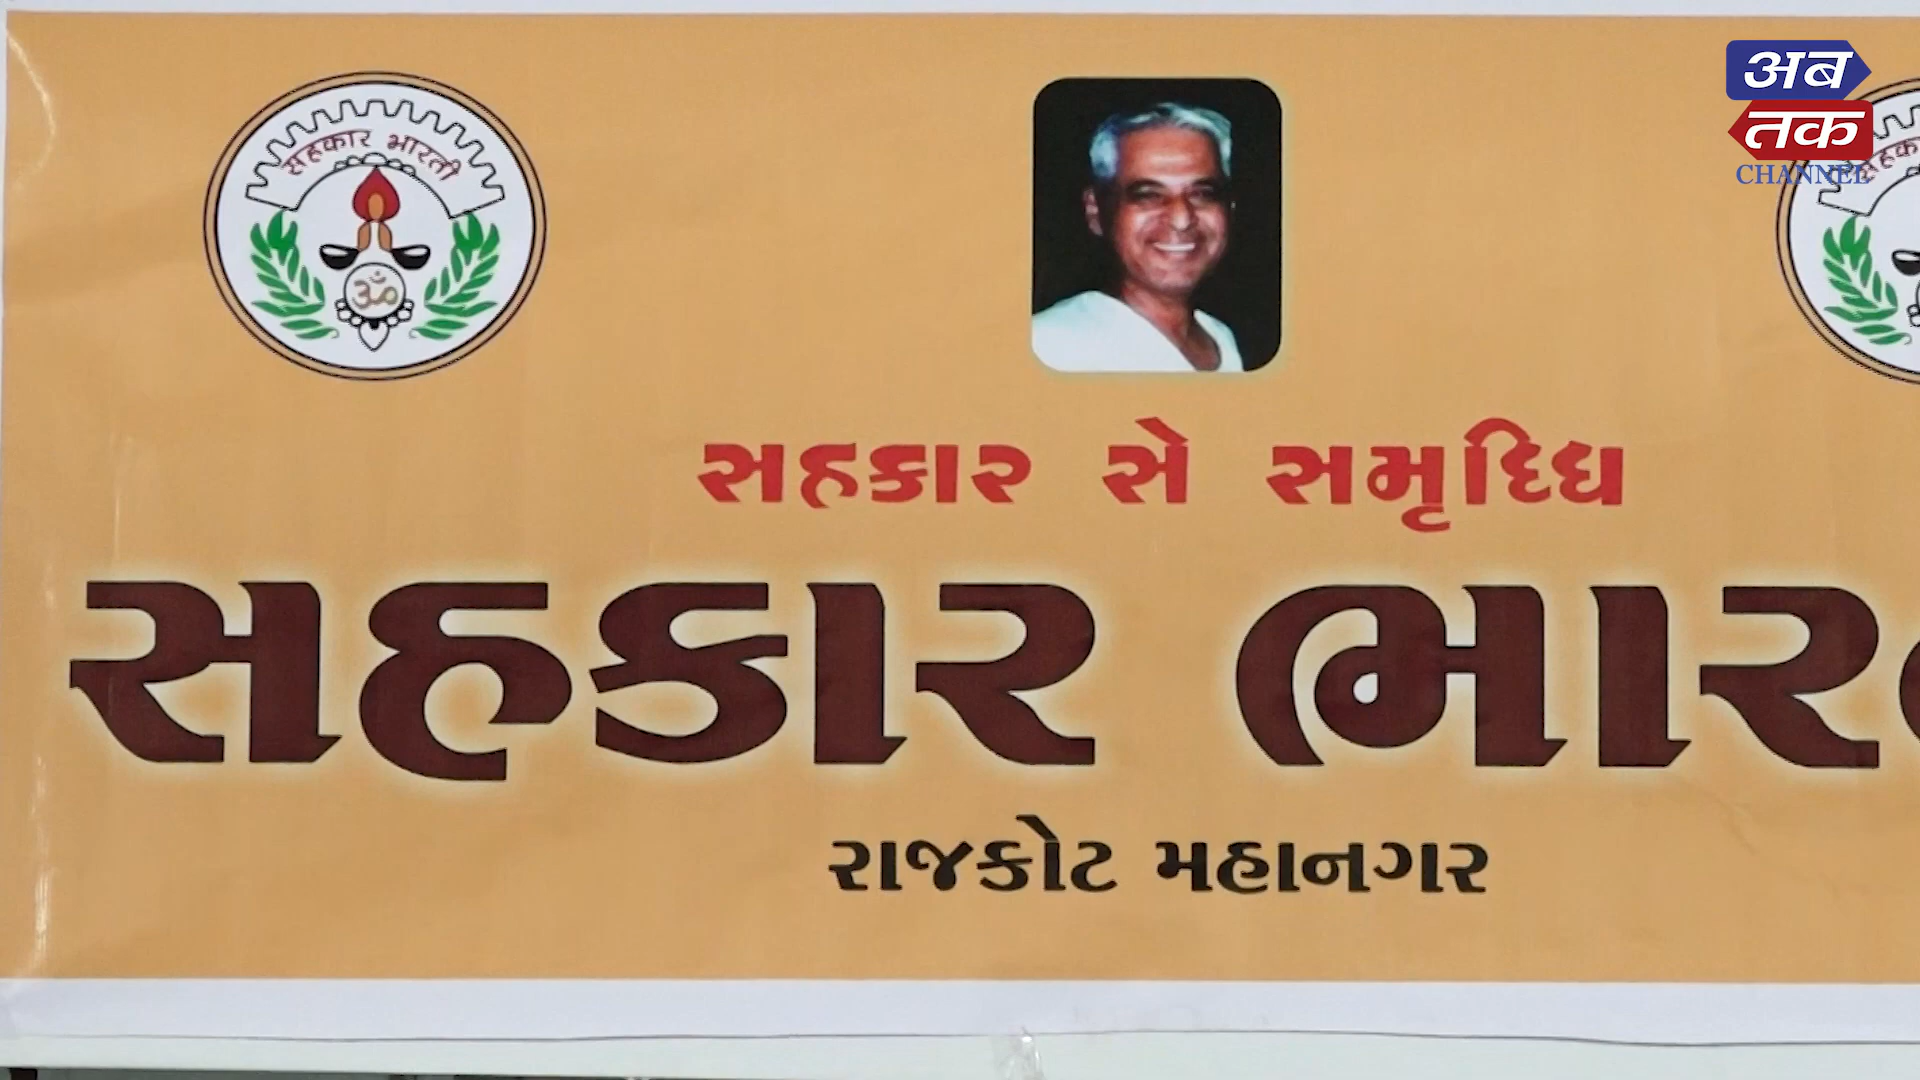 अब
तक
CHANNEL
सहकार भारती
ॐ
સહકાર સે સમૃધ્ધિ
સહકાર ભાર
રાજકોટ મહાનગર